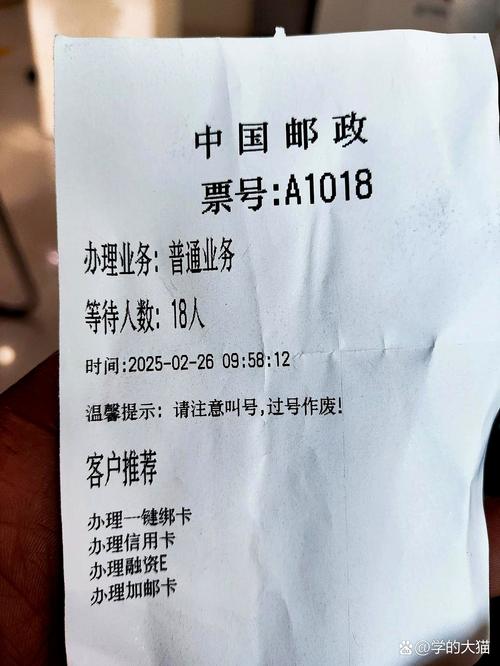 中国邮政
票号:A1018
办理业务: 普通业务
等待人数: 18人
时间:2025-02-26 09:58:12
温馨提示: 请注意叫号,过号作废!
客户推荐
办理一键绑卡
办理信用卡
办理融资E
办理加邮卡
@学的大猫